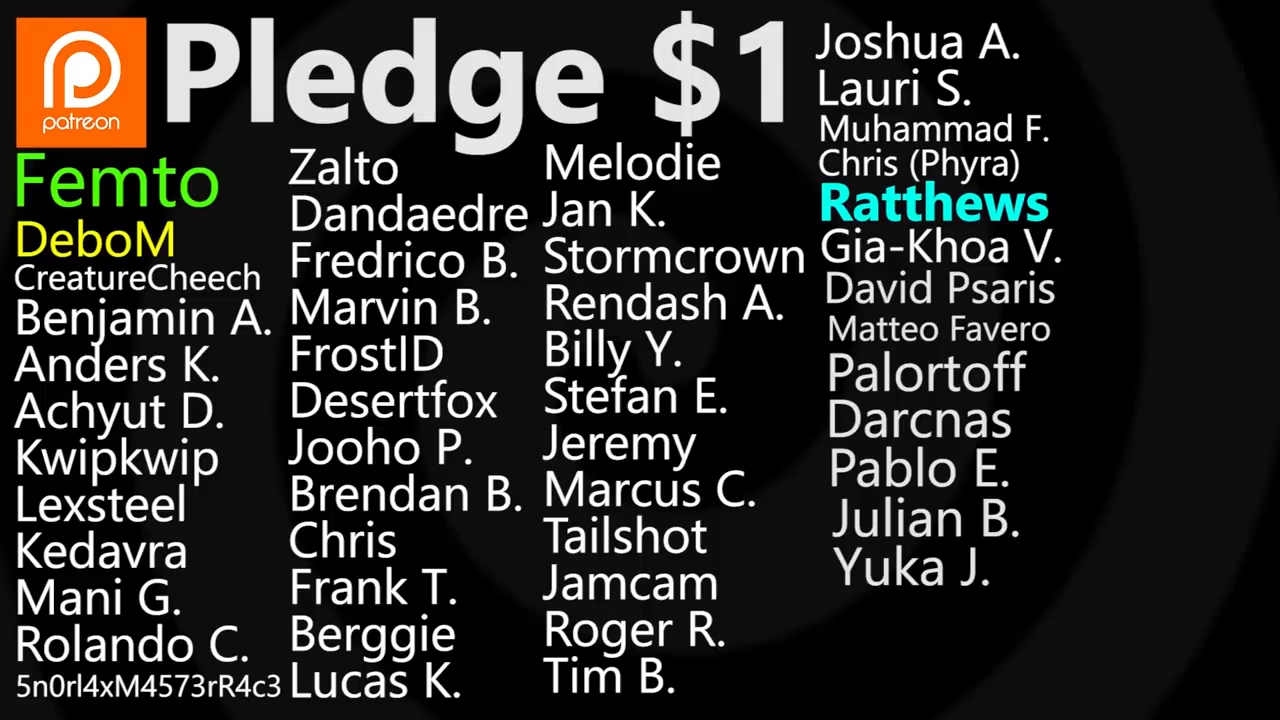 patreon
Pledge $1
Femto
DeboM
CreatureCheech
Benjamin A.
Anders K.
Achyut D.
Kwipkwip
Lexsteel
Kedavra
Mani G.
Rolando C.
5n0rl4xM4573rR4c3
Zalto
Dandaedre
Fredrico B.
Marvin B.
FrostID
Desertfox
Jooho P.
Brendan B.
Chris
Frank T.
Berggie
Lucas K.
Melodie
Jan K.
Stormcrown
Rendash A.
Billy Y.
Stefan E.
Jeremy
Marcus C.
Tailshot
Jamcam
Roger R.
Tim B.
Joshua A.
Lauri S.
Muhammad F.
Chris (Phyra)
Ratthews
Gia-Khoa V.
David Psaris
Matteo Favero
Palortoff
Darcnas
Pablo E.
Julian B.
Yuka J.